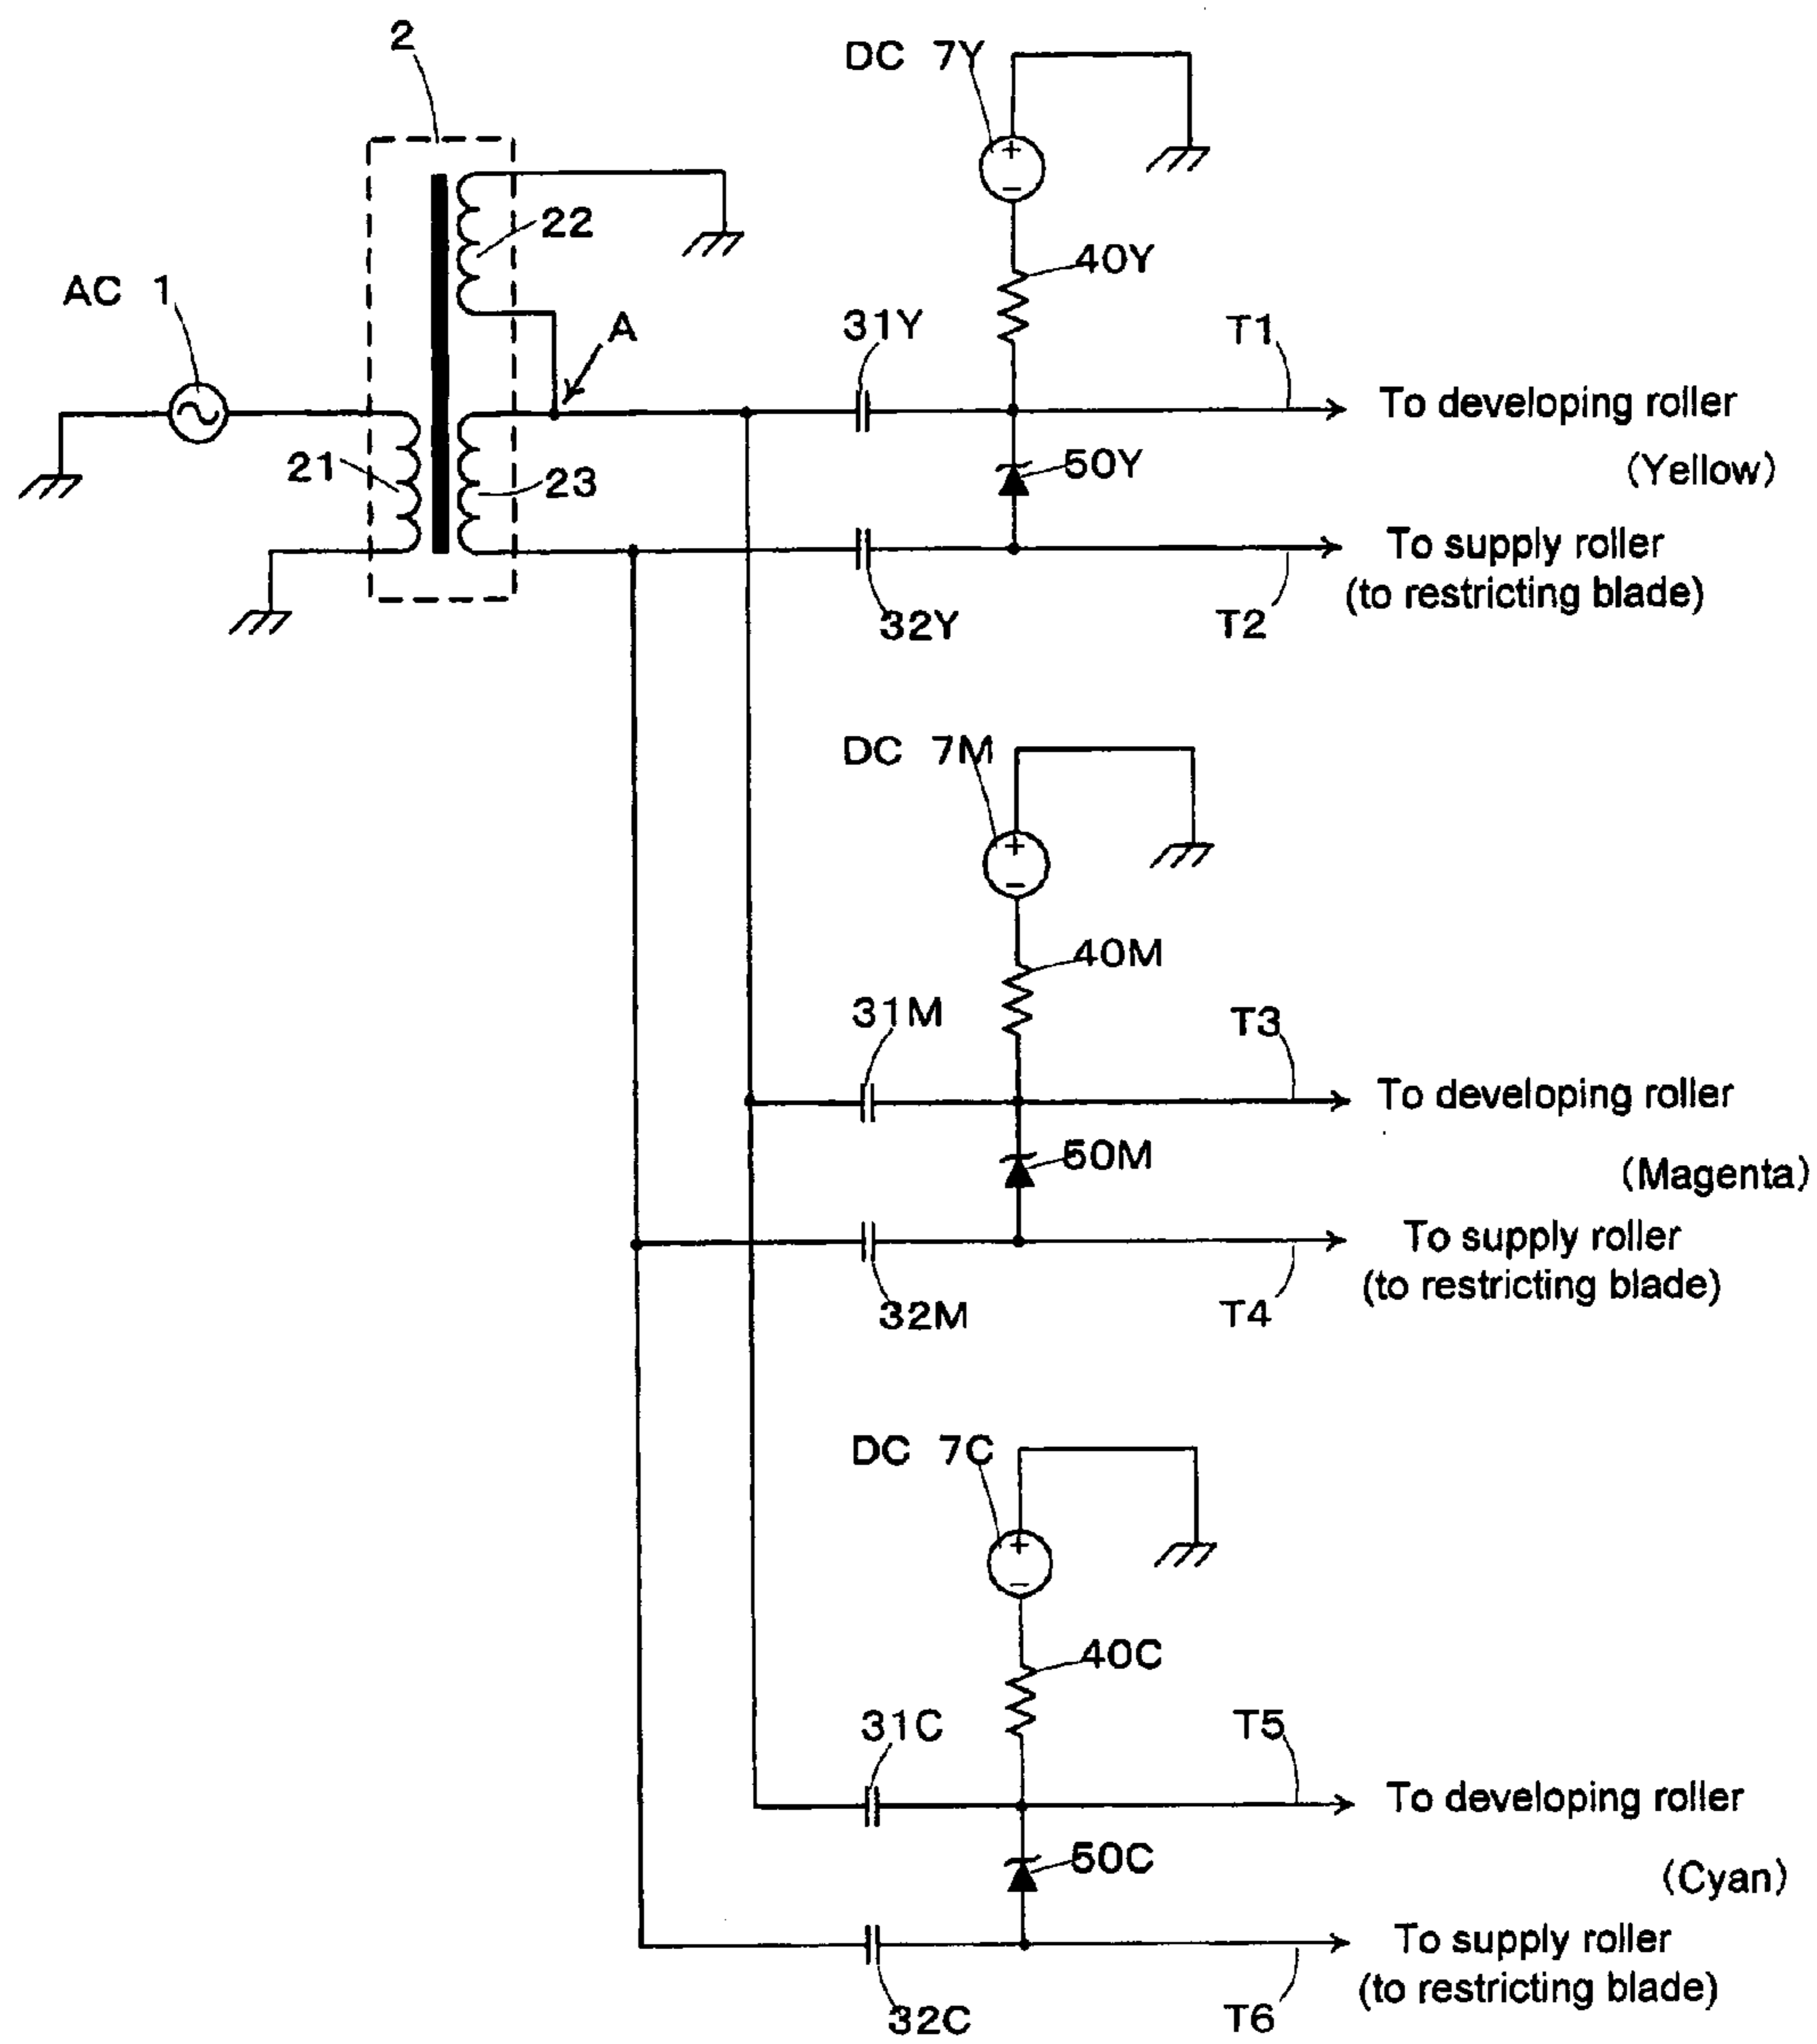 2
DC 7Y
22
40Y
AC 1
A
31Y
T1
To developing roller
(Yellow)
21
23
50Y
To supply roller
(to restricting blade)
32Y
T2
DC 7M
40M
31M
T3
To developing roller
(Magenta)
50M
To supply roller
(to restricting blade)
32M
T4
DC 7C
40C
31C
T5
To developing roller
(Cyan)
50C
To supply roller
(to restricting blade)
32C
T6